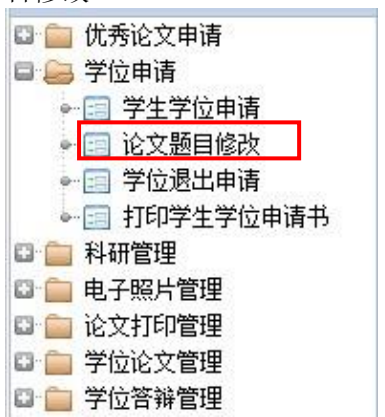 优秀论文申请
学位申请
学生学位申请
论文题目修改
学位退出申请
打印学生学位申请书
科研管理
电子照片管理
论文打印管理
学位论文管理
学位答辩管理